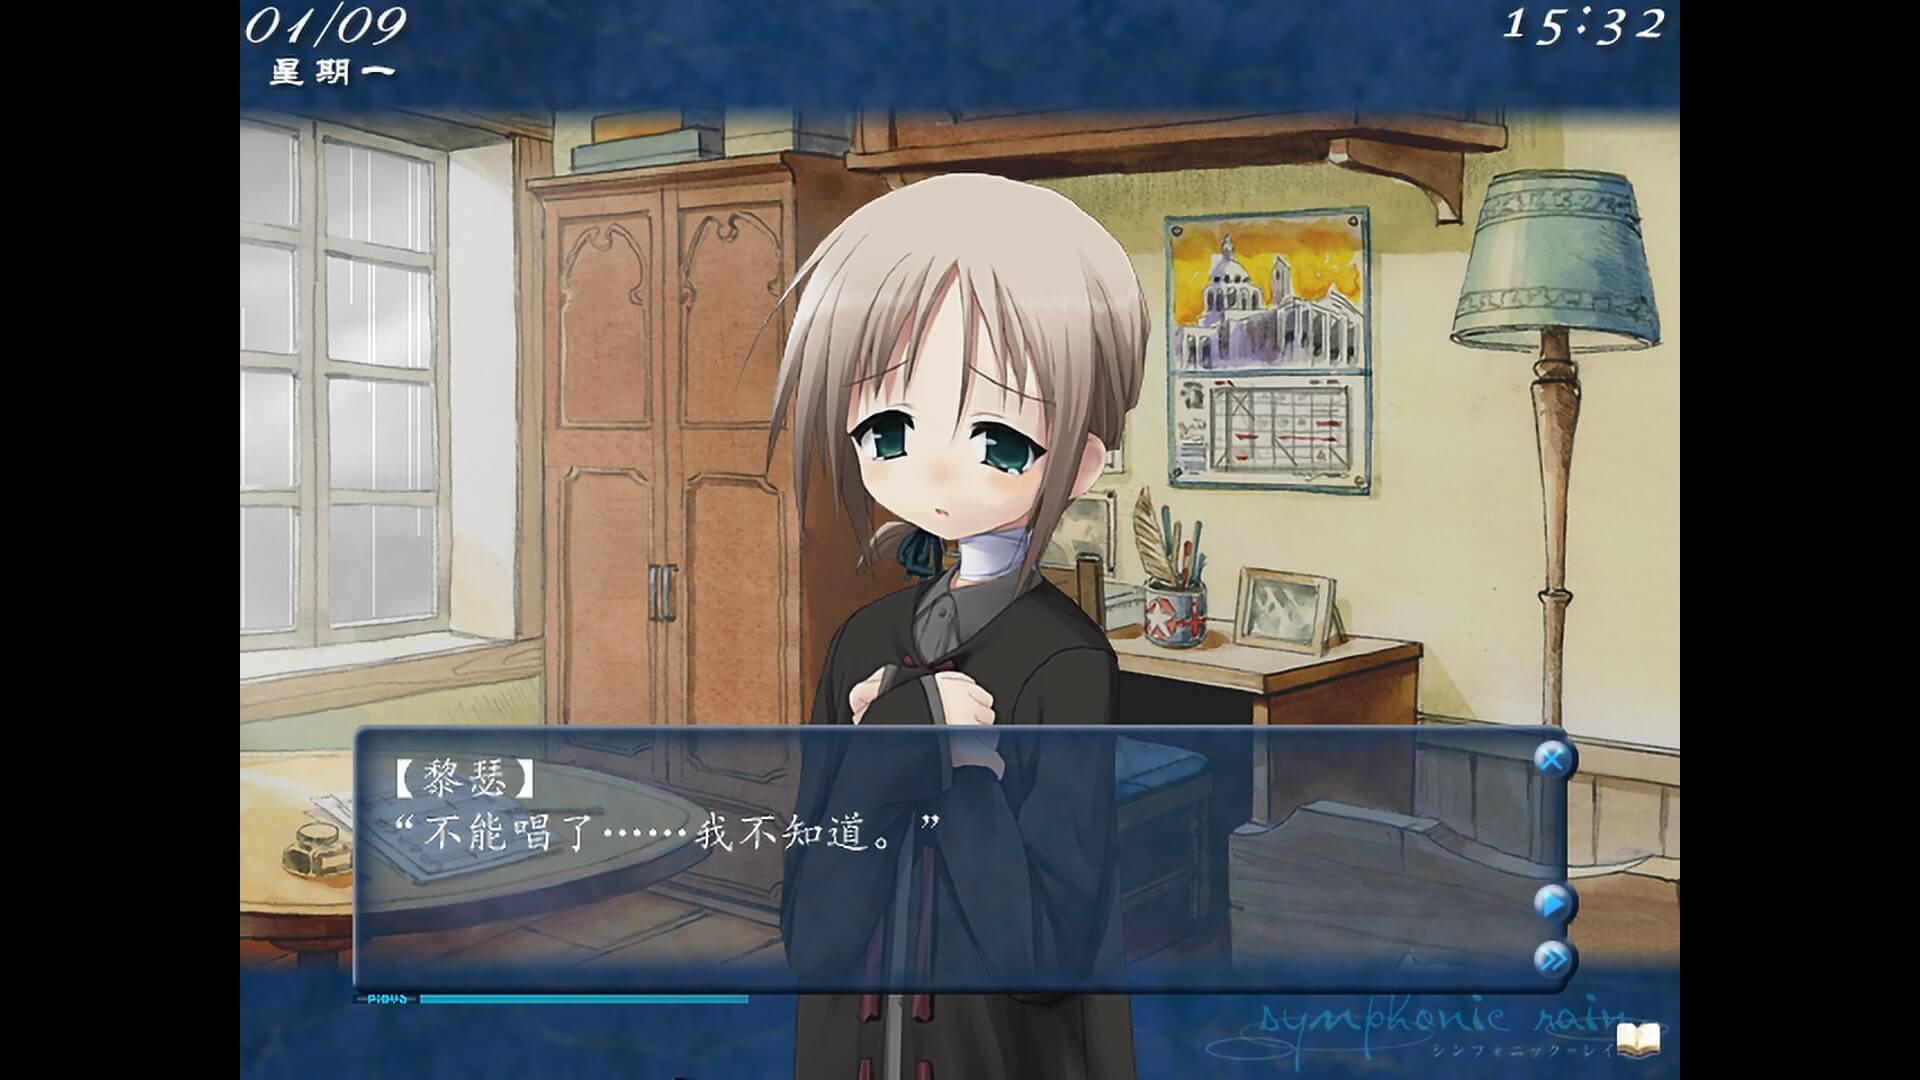 01/09
星期一
15:32
【黎瑟】
“不能唱了……我不知道。”
PIOVS
symphonic rain
シンフォニック=レイ